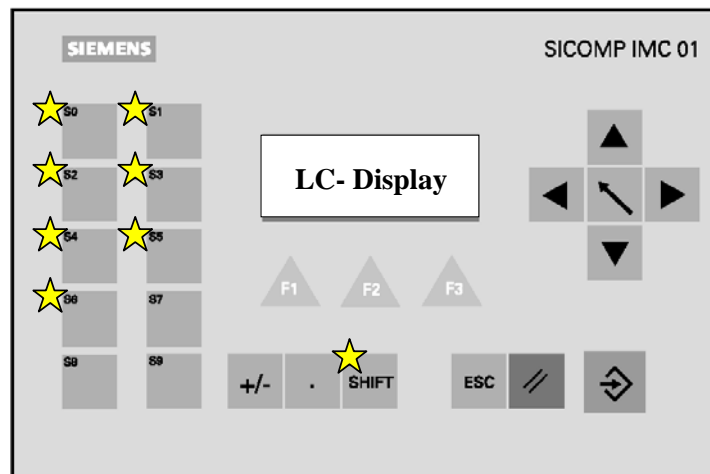 SIEMENS
SICOMP IMC 01
S0 S1
S2 S3
LC- Display
S4 S5
F1 F2 F3
S6 S7
S8 S9
+/- . SHIFT ESC